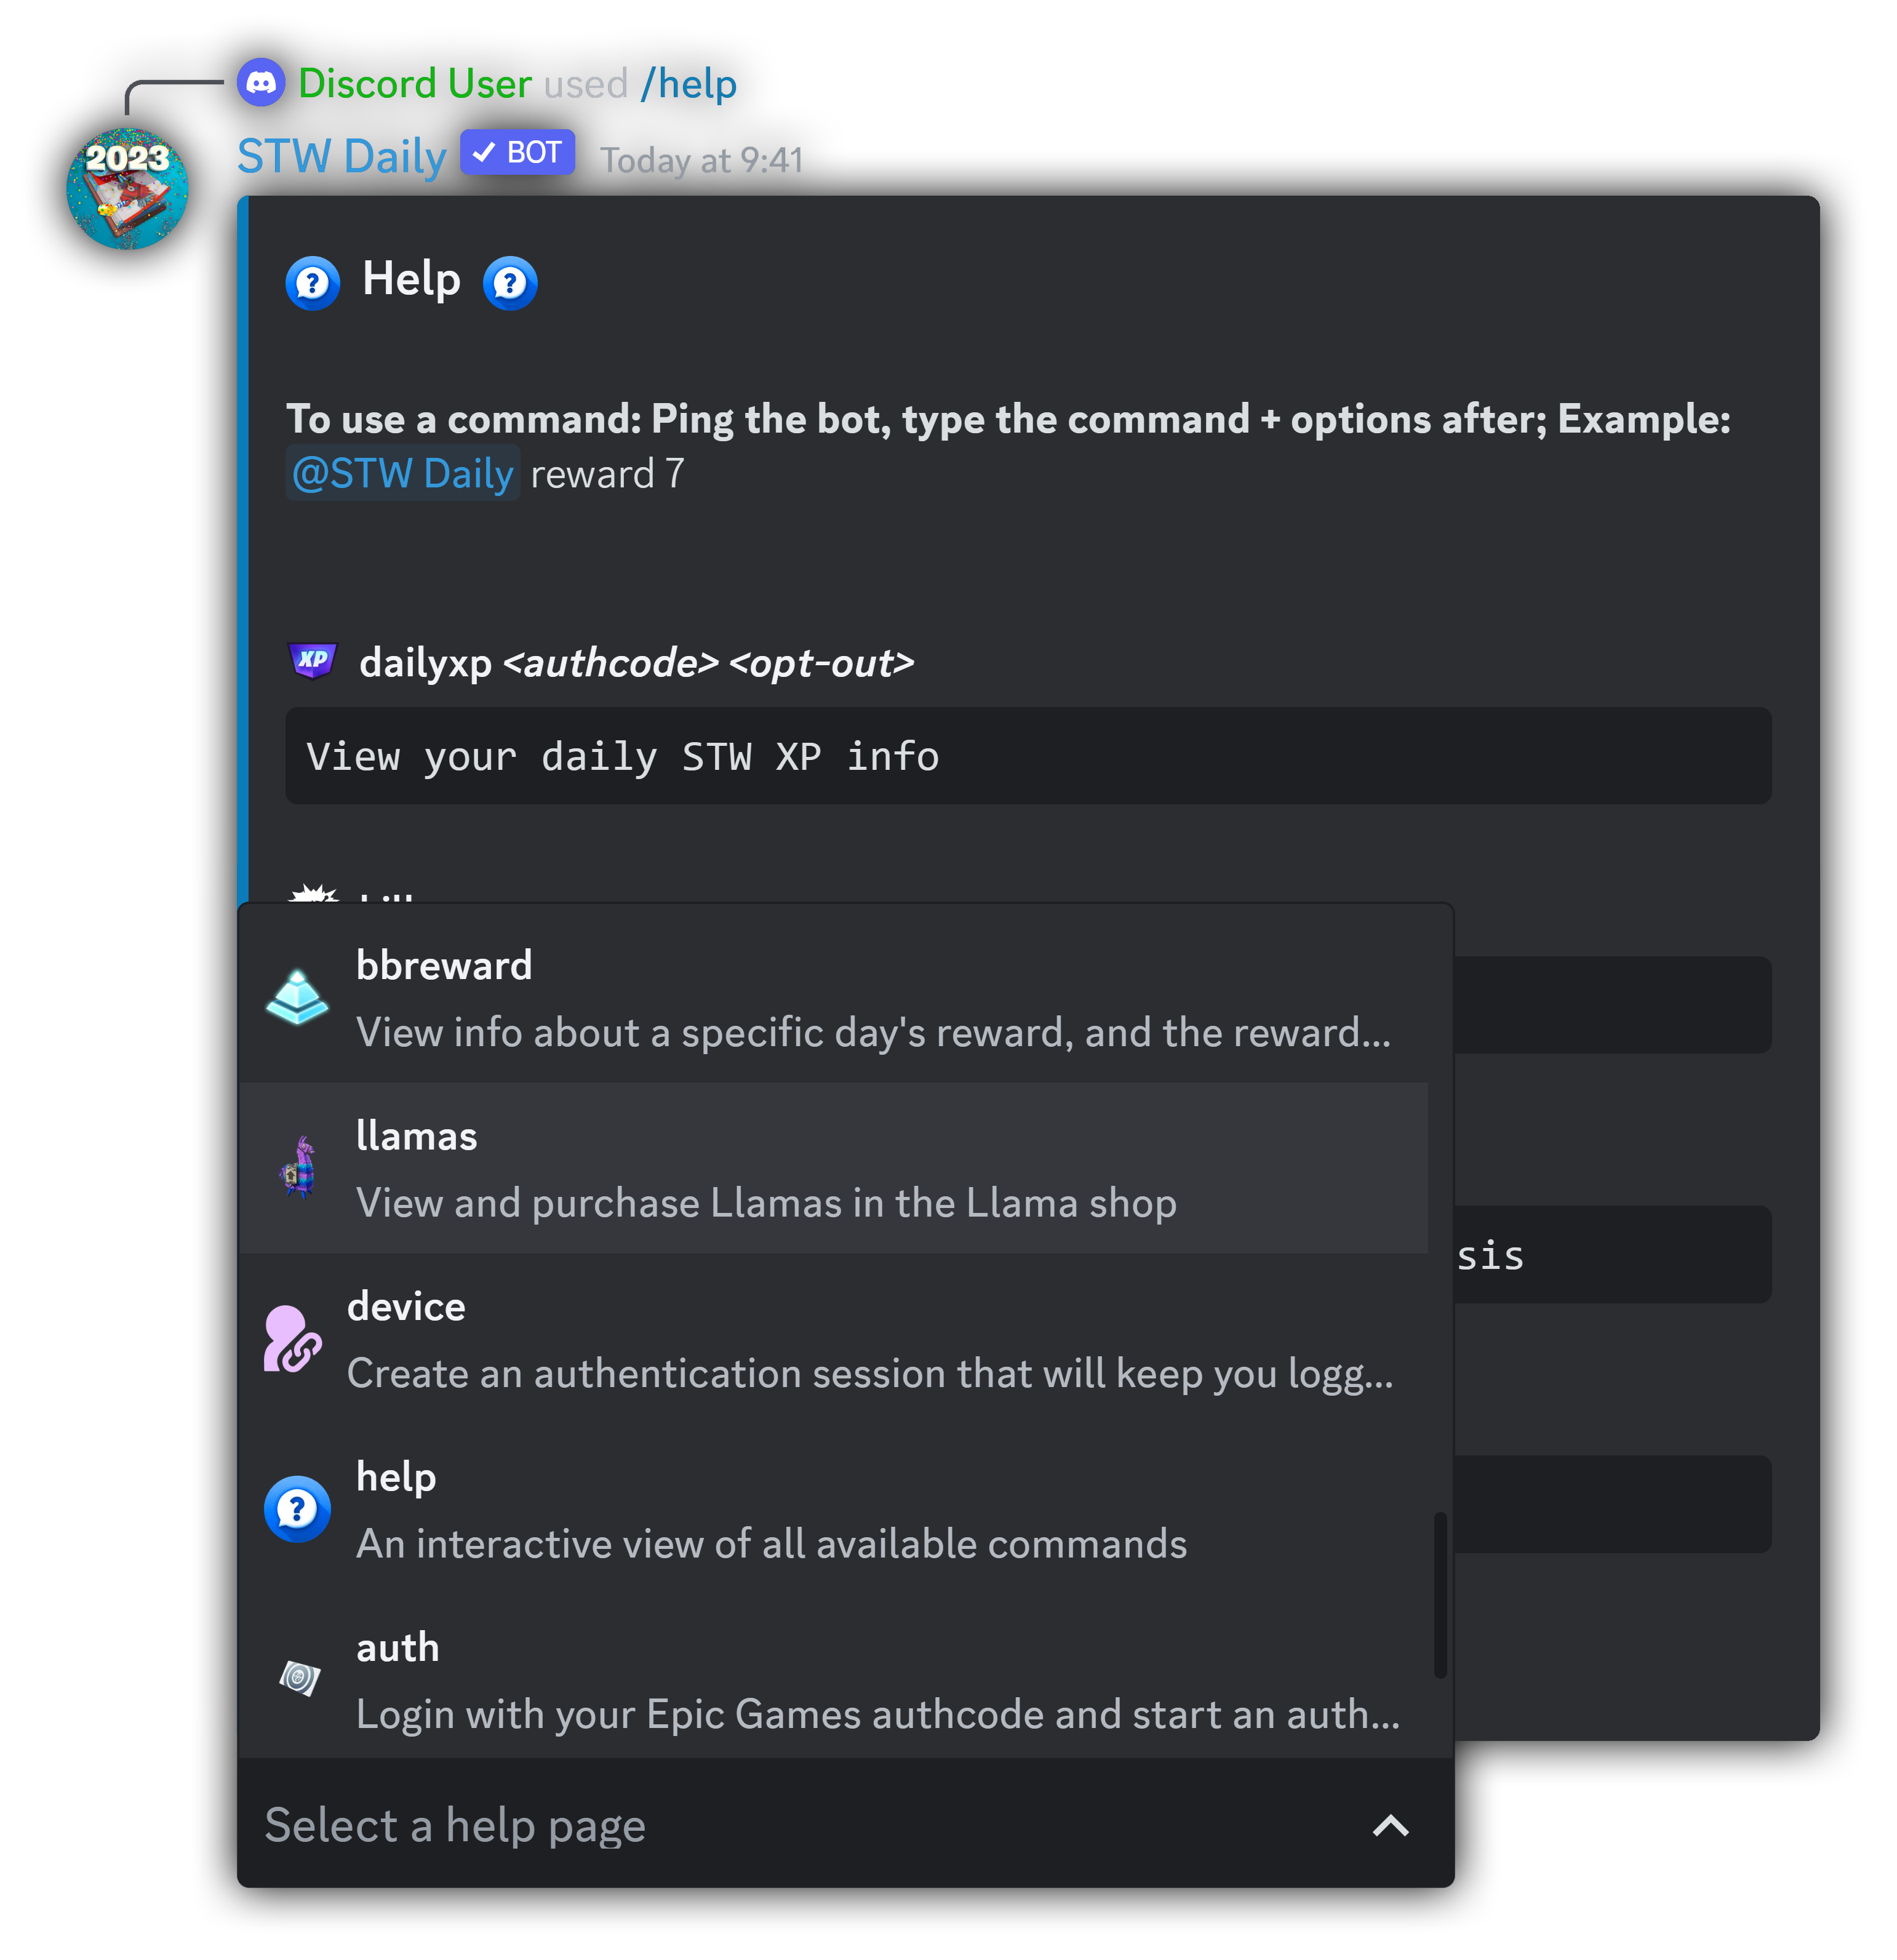 Discord User used /help
2023
STW Daily BOT Today at 9:41
Help
To use a command: Ping the bot, type the command + options after; Example:
@STW Daily reward 7
XP dailyxp <authcode> <opt-out>
View your daily STW XP info
bbreward
View info about a specific day's reward, and the reward...
llamas
View and purchase Llamas in the Llama shop
sis
device
Create an authentication session that will keep you logg...
help
An interactive view of all available commands
auth
Login with your Epic Games authcode and start an auth...
Select a help page